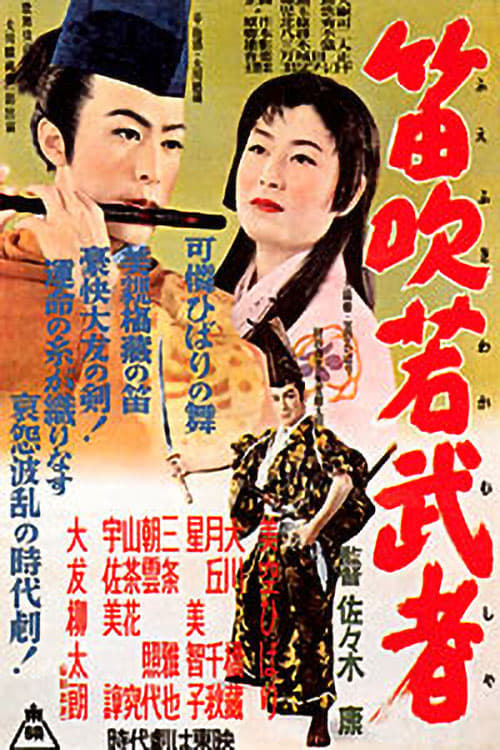 笛吹若武者
ふえふきわかむしゃ
可憐ひばりの舞
華麗橋蔵の笛
豪快大友の剣!
運命の糸が織りなす
哀怨波乱の時代劇!
監督 佐々木 康
美空ひばり
大川橋蔵
月丘千秋
星美智子
三条雅也
朝雲照代
山茶花究
宇佐美諄
大友柳太朗
時代劇は東映
東映